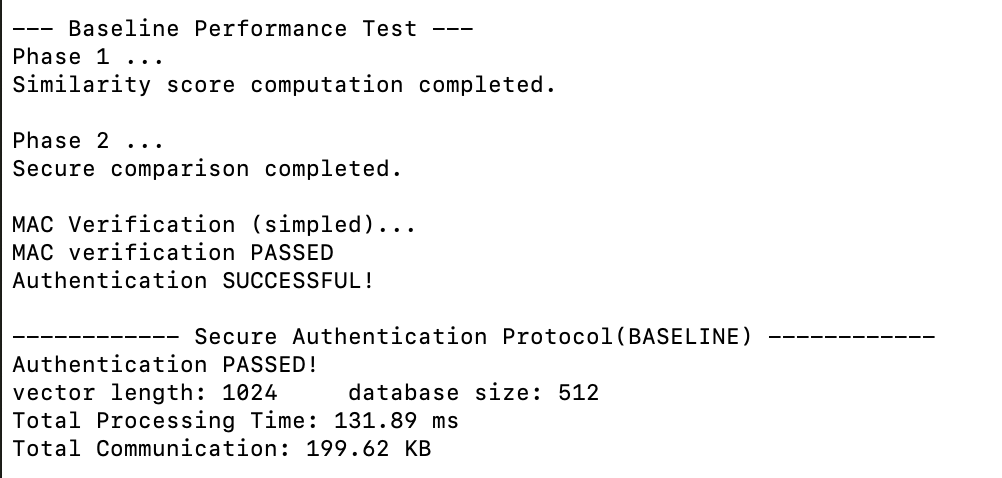 --- Baseline Performance Test ---
Phase 1 ...
Similarity score computation completed.
Phase 2 ...
Secure comparison completed.
MAC Verification (simpled)...
MAC verification PASSED
Authentication SUCCESSFUL!
------------ Secure Authentication Protocol(BASELINE) ------------
Authentication PASSED!
vector length: 1024     database size: 512
Total Processing Time: 131.89 ms
Total Communication: 199.62 KB